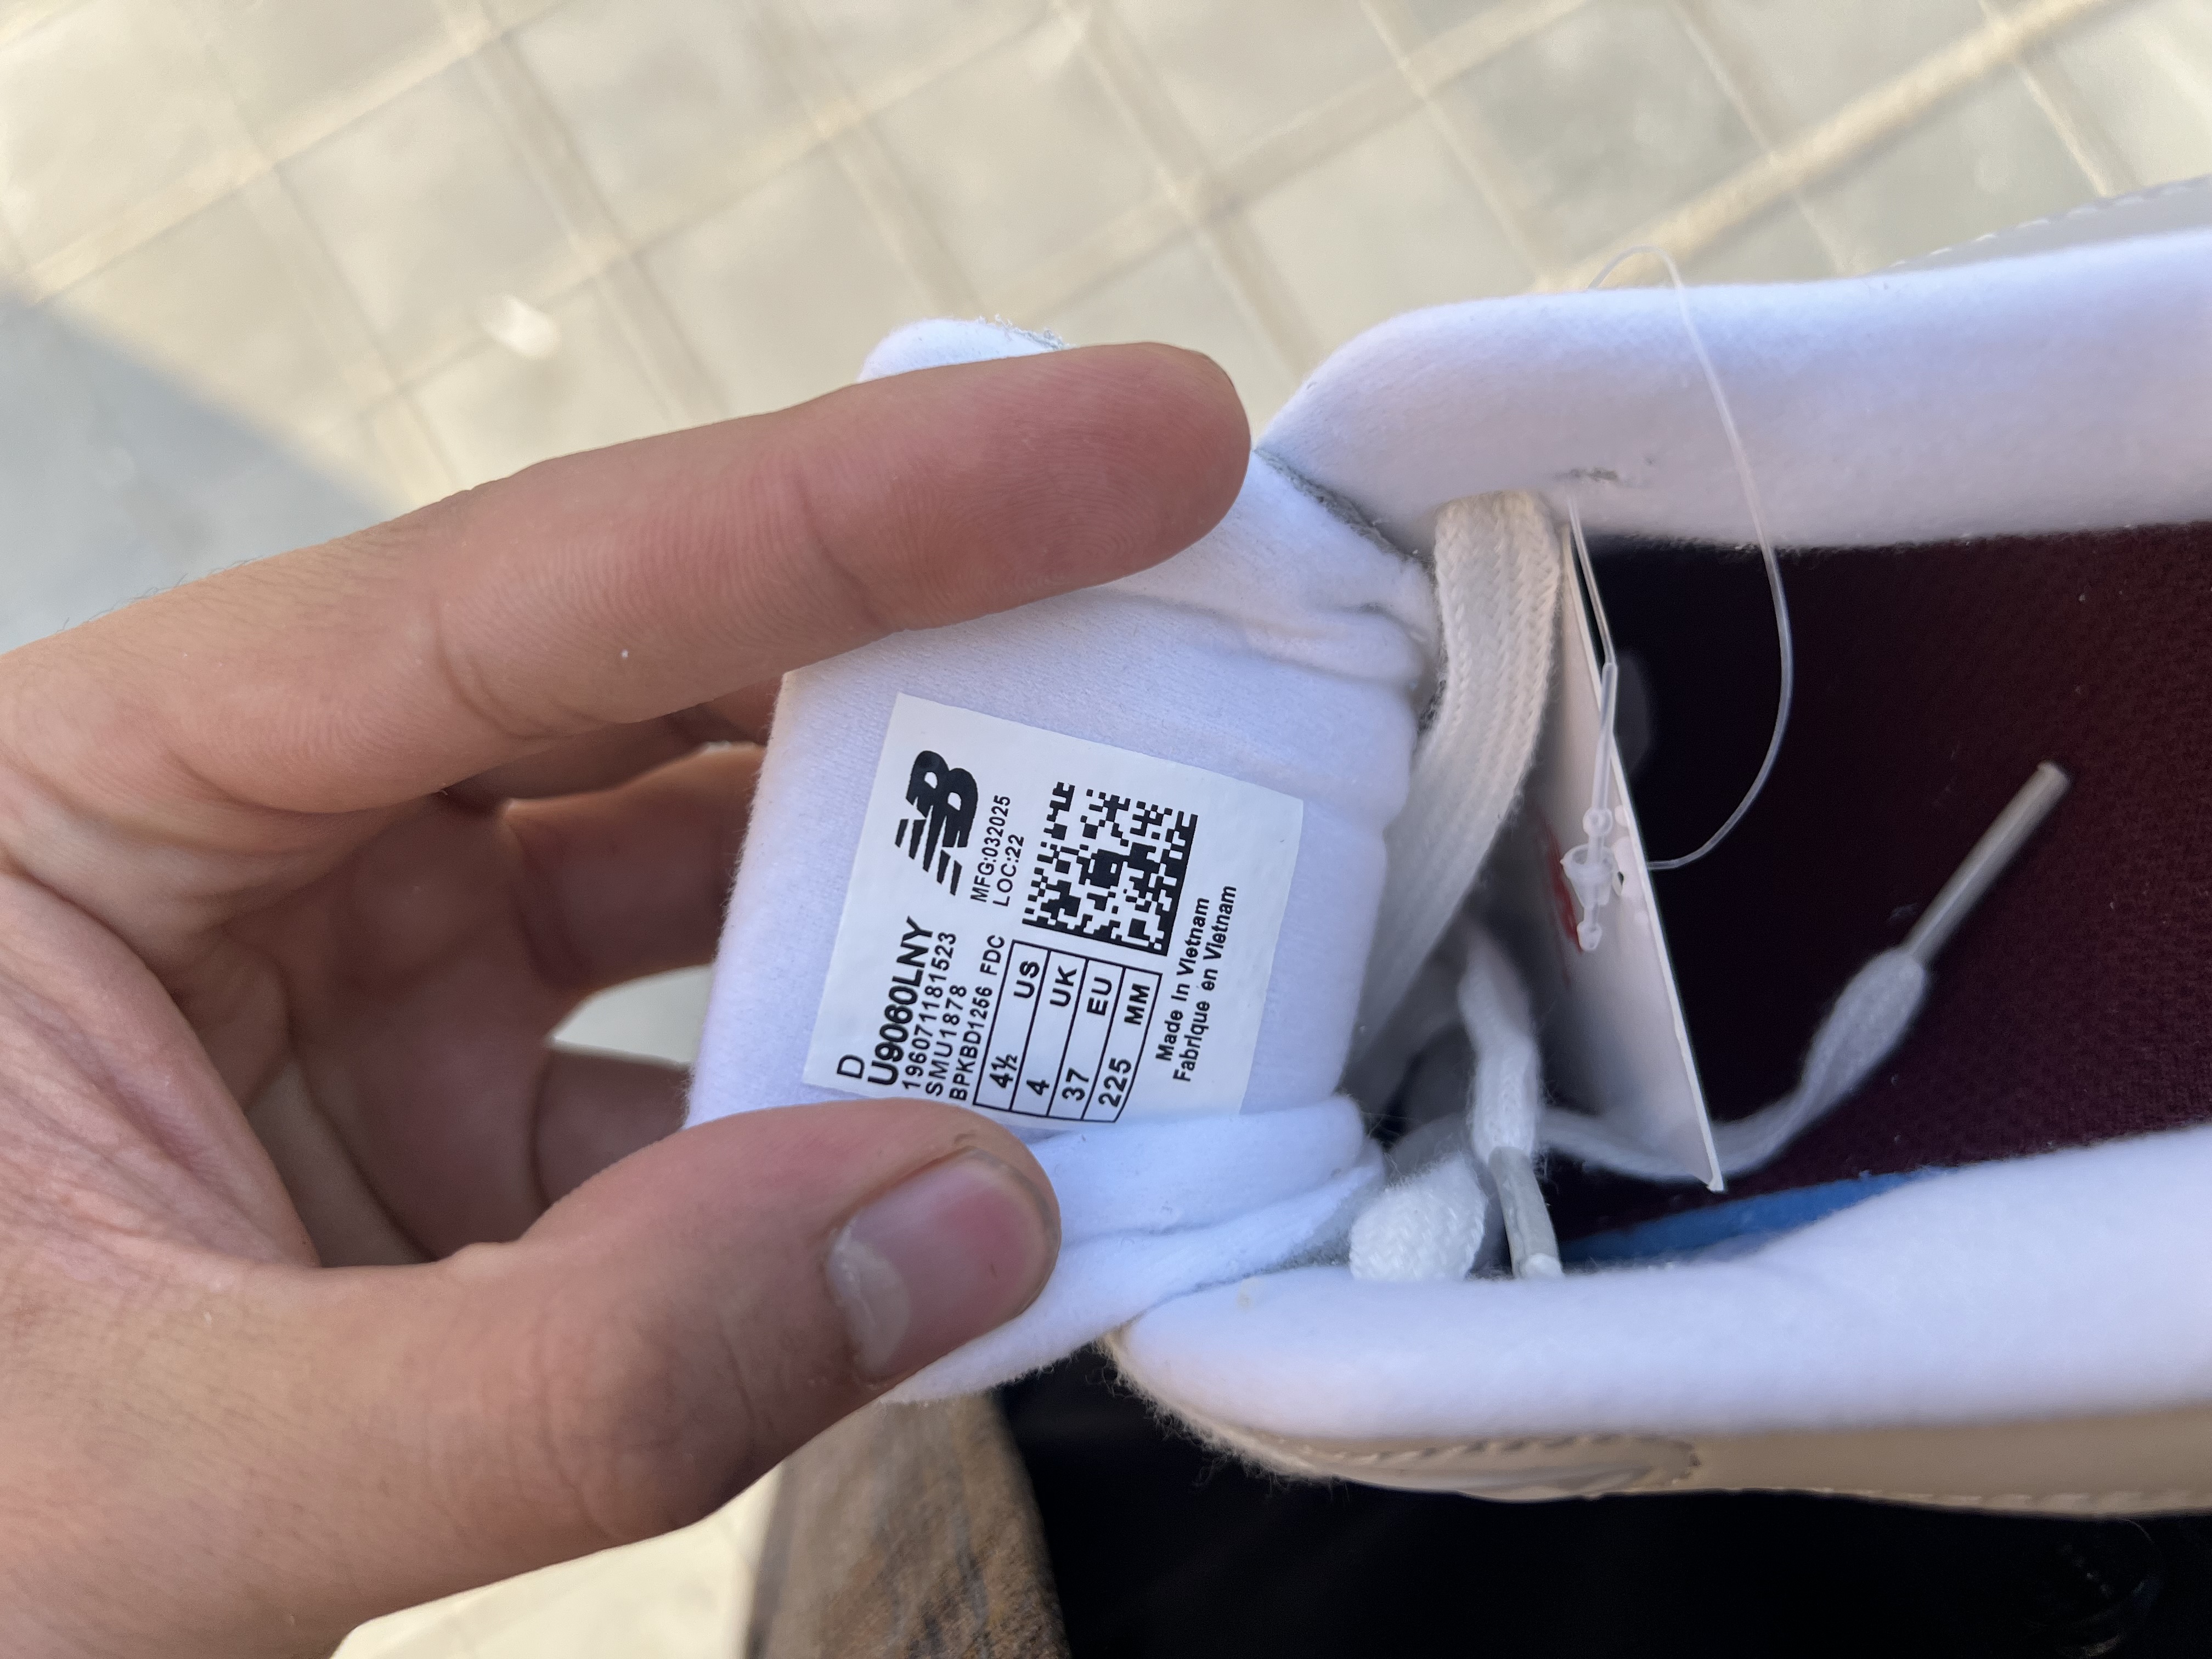 D
U9060LNY
196071181523
SMU1878
BPKBD1256 FDC
NB
MFG:032025
LOC:22
4½ US
4 UK
37 EU
225 MM
Made in Vietnam
Fabrique en Vietnam